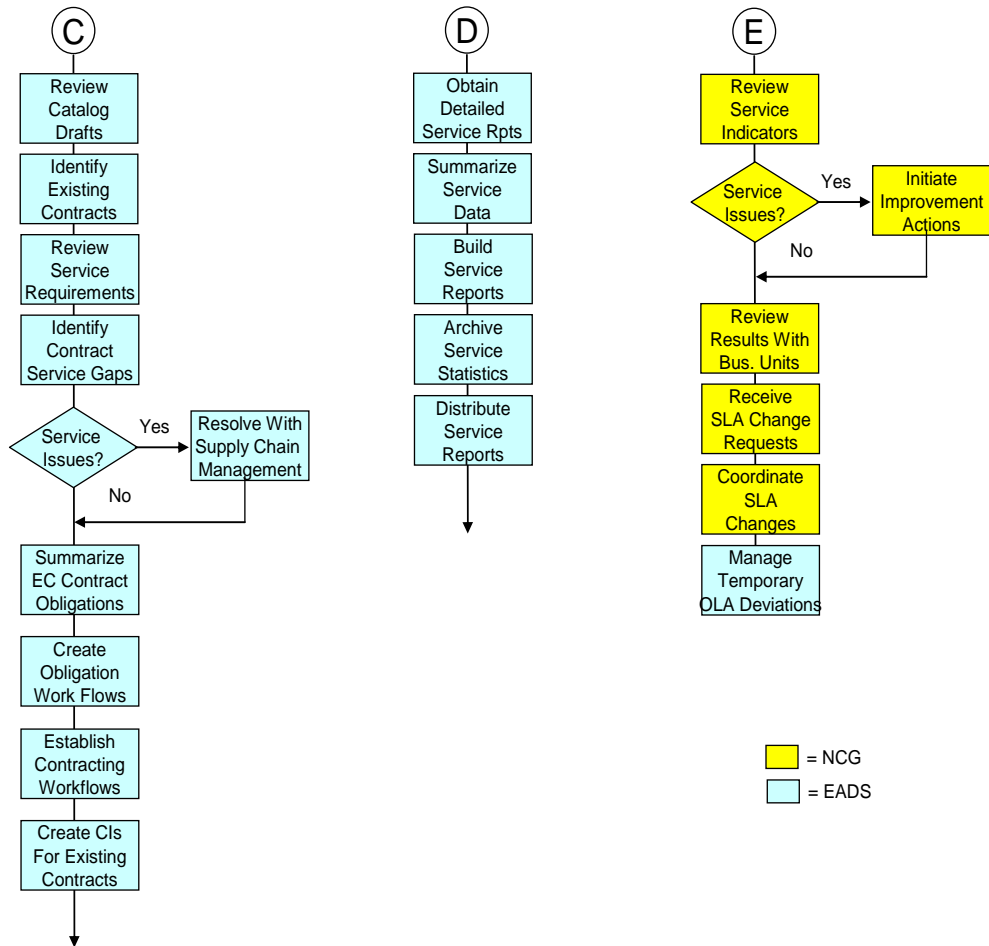 C
Review
Catalog
Drafts
Identify
Existing
Contracts
Review
Service
Requirements
Identify
Contract
Service Gaps
Service
Issues?
Yes
Resolve With
Supply Chain
Management
No
Summarize
EC Contract
Obligations
Create
Obligation
Work Flows
Establish
Contracting
Workflows
Create CIs
For Existing
Contracts
D
Obtain
Detailed
Service Rpts
Summarize
Service
Data
Build
Service
Reports
Archive
Service
Statistics
Distribute
Service
Reports
E
Review
Service
Indicators
Service
Issues?
Yes
Initiate
Improvement
Actions
No
Review
Results With
Bus. Units
Receive
SLA Change
Requests
Coordinate
SLA
Changes
Manage
Temporary
OLA Deviations
= NCG
= EADS